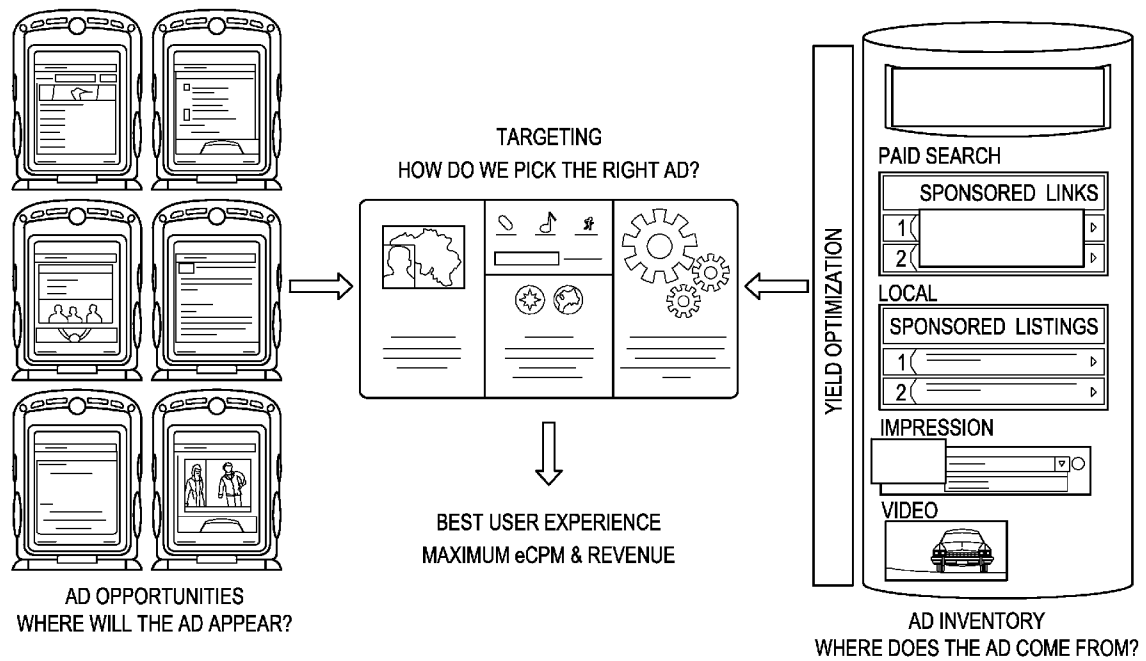 TARGETING
HOW DO WE PICK THE RIGHT AD?
AD OPPORTUNITIES
WHERE WILL THE AD APPEAR?
BEST USER EXPERIENCE
MAXIMUM eCPM & REVENUE
YIELD OPTIMIZATION
PAID SEARCH
SPONSORED LINKS
1
2
LOCAL
SPONSORED LISTINGS
1
2
IMPRESSION
VIDEO
AD INVENTORY
WHERE DOES THE AD COME FROM?